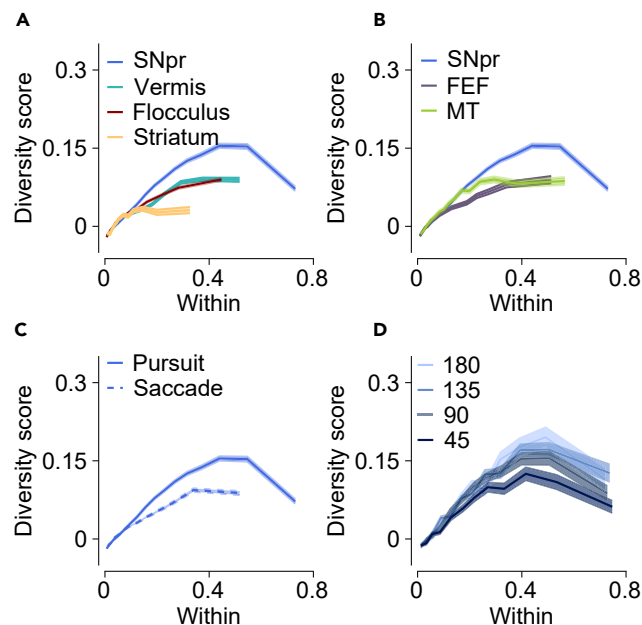 A
Diversity score
0.3
0.15
0
SNpr
Vermis
Flocculus
Striatum
0 0.4 0.8
Within
B
Diversity score
0.3
0.15
0
SNpr
FEF
MT
0 0.4 0.8
Within
C
Diversity score
0.3
0.15
0
Pursuit
Saccade
0 0.4 0.8
Within
D
Diversity score
0.3
0.15
0
180
135
90
45
0 0.4 0.8
Within